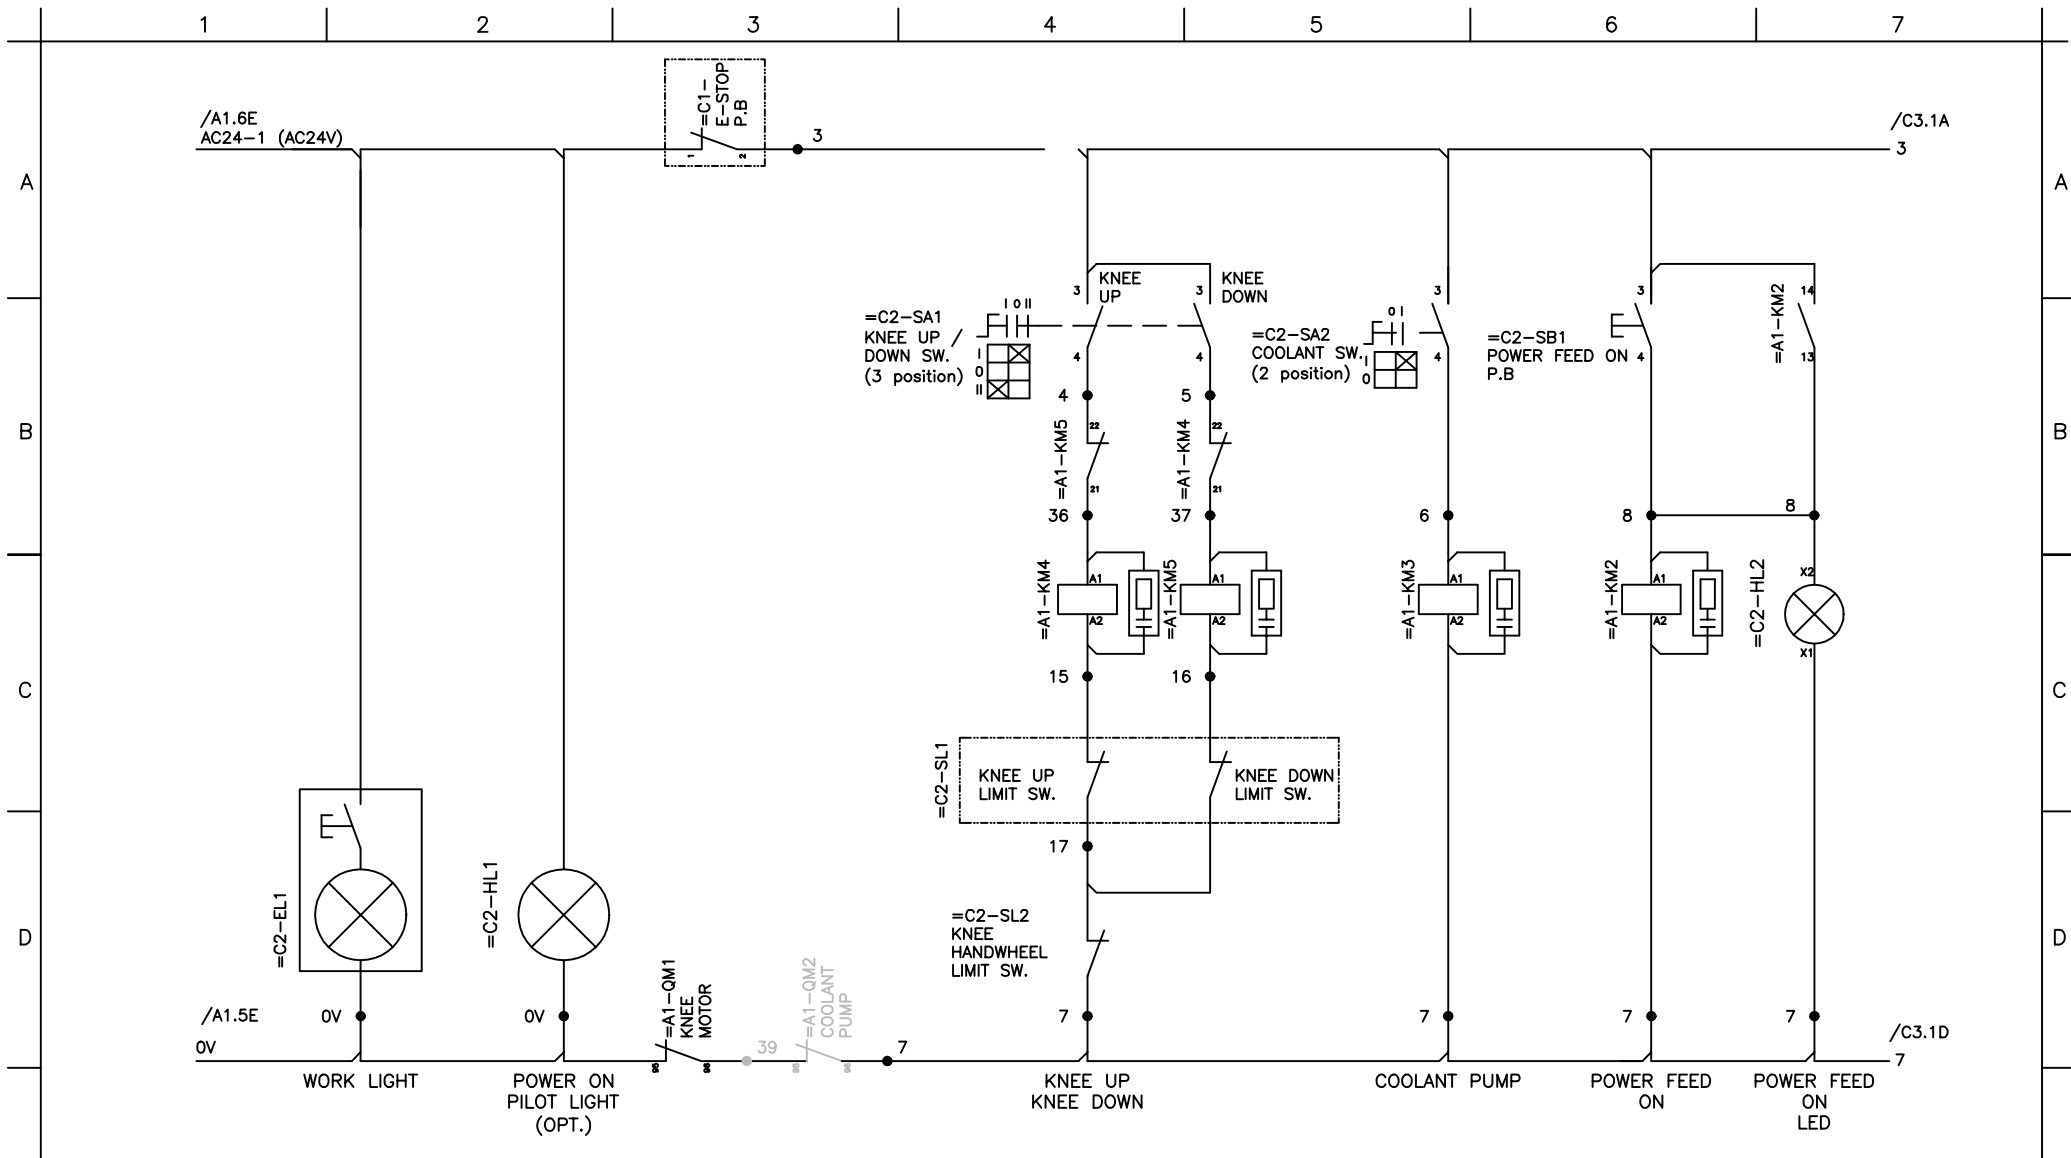 1 2 3 4 5 6 7
/A1.6E
AC24-1 (AC24V)
=C1-
E-STOP
P.B
1 2
3
/C3.1A
3
A A
KNEE
UP
KNEE
DOWN
3 3 3 3 14
=C2-SA1
KNEE UP /
DOWN SW.
(3 position)
I O II
I
O
II
4 4
=C2-SA2
COOLANT SW.
(2 position)
O I
I
O
4
=C2-SB1
POWER FEED ON
P.B
4
=A1-KM2
13
4 5
B B
=A1-KM5
22
21
=A1-KM4
22
21
36 37 6 8 8
=A1-KM4
A1
A2
=A1-KM5
A1
A2
=A1-KM3
A1
A2
=A1-KM2
A1
A2
=C2-HL2
X2
X1
15 16
C C
=C2-SL1
KNEE UP
LIMIT SW.
KNEE DOWN
LIMIT SW.
17
=C2-EL1
=C2-HL1
=C2-SL2
KNEE
HANDWHEEL
LIMIT SW.
D D
/A1.5E
0V
0V
0V
=A1-QM1
KNEE
MOTOR
95 96
39
=A1-QM2
COOLANT
PUMP
95 96
7
7 7 7 7
/C3.1D
7
WORK LIGHT
POWER ON
PILOT LIGHT
(OPT.)
KNEE UP
KNEE DOWN
COOLANT PUMP
POWER FEED
ON
POWER FEED
ON
LED